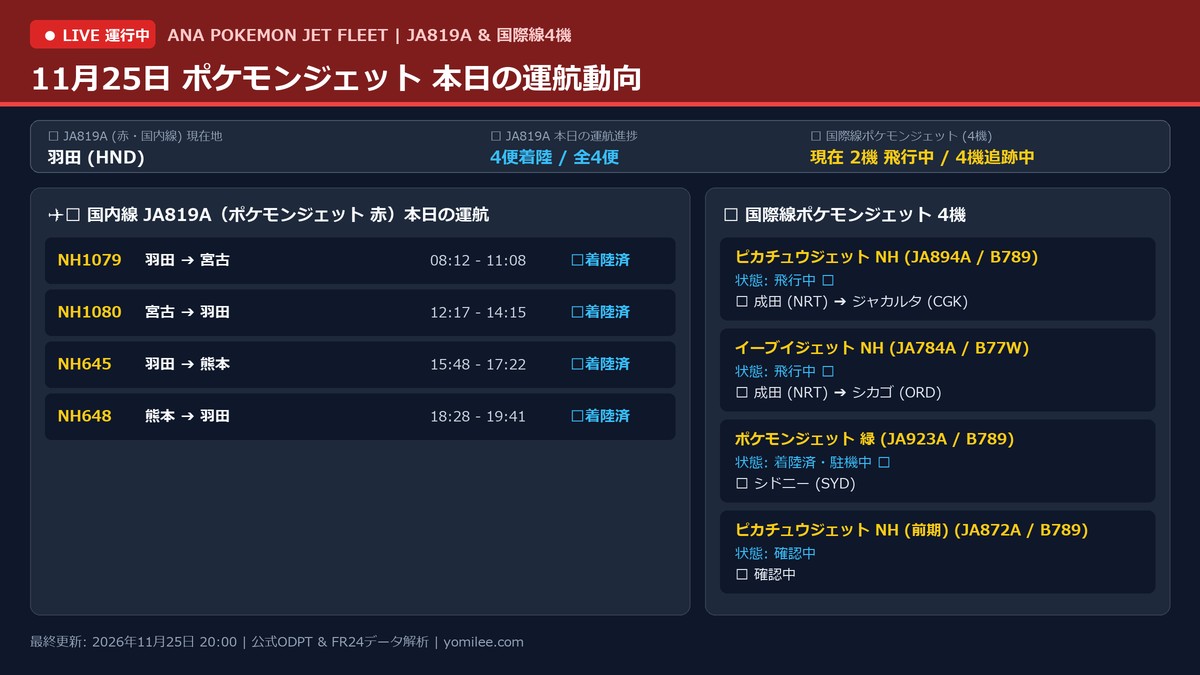 ● LIVE 運行中 ANA POKEMON JET FLEET | JA819A & 国際線4機
11月25日 ポケモンジェット 本日の運航動向
□ JA819A (赤・国内線) 現在地
羽田 (HND)
□ JA819A 本日の運航進捗
4便着陸 / 全4便
□ 国際線ポケモンジェット (4機)
現在 2機 飛行中 / 4機追跡中
✈□ 国内線 JA819A（ポケモンジェット 赤）本日の運航
NH1079 羽田 → 宮古 08:12 - 11:08 □着陸済
NH1080 宮古 → 羽田 12:17 - 14:15 □着陸済
NH645 羽田 → 熊本 15:48 - 17:22 □着陸済
NH648 熊本 → 羽田 18:28 - 19:41 □着陸済
□ 国際線ポケモンジェット 4機
ピカチュウジェット NH (JA894A / B789)
状態: 飛行中 □
□ 成田 (NRT) → ジャカルタ (CGK)
イーブイジェット NH (JA784A / B77W)
状態: 飛行中 □
□ 成田 (NRT) → シカゴ (ORD)
ポケモンジェット 緑 (JA923A / B789)
状態: 着陸済・駐機中 □
□ シドニー (SYD)
ピカチュウジェット NH (前期) (JA872A / B789)
状態: 確認中
□ 確認中
最終更新: 2026年11月25日 20:00 | 公式ODPT & FR24データ解析 | yomilee.com